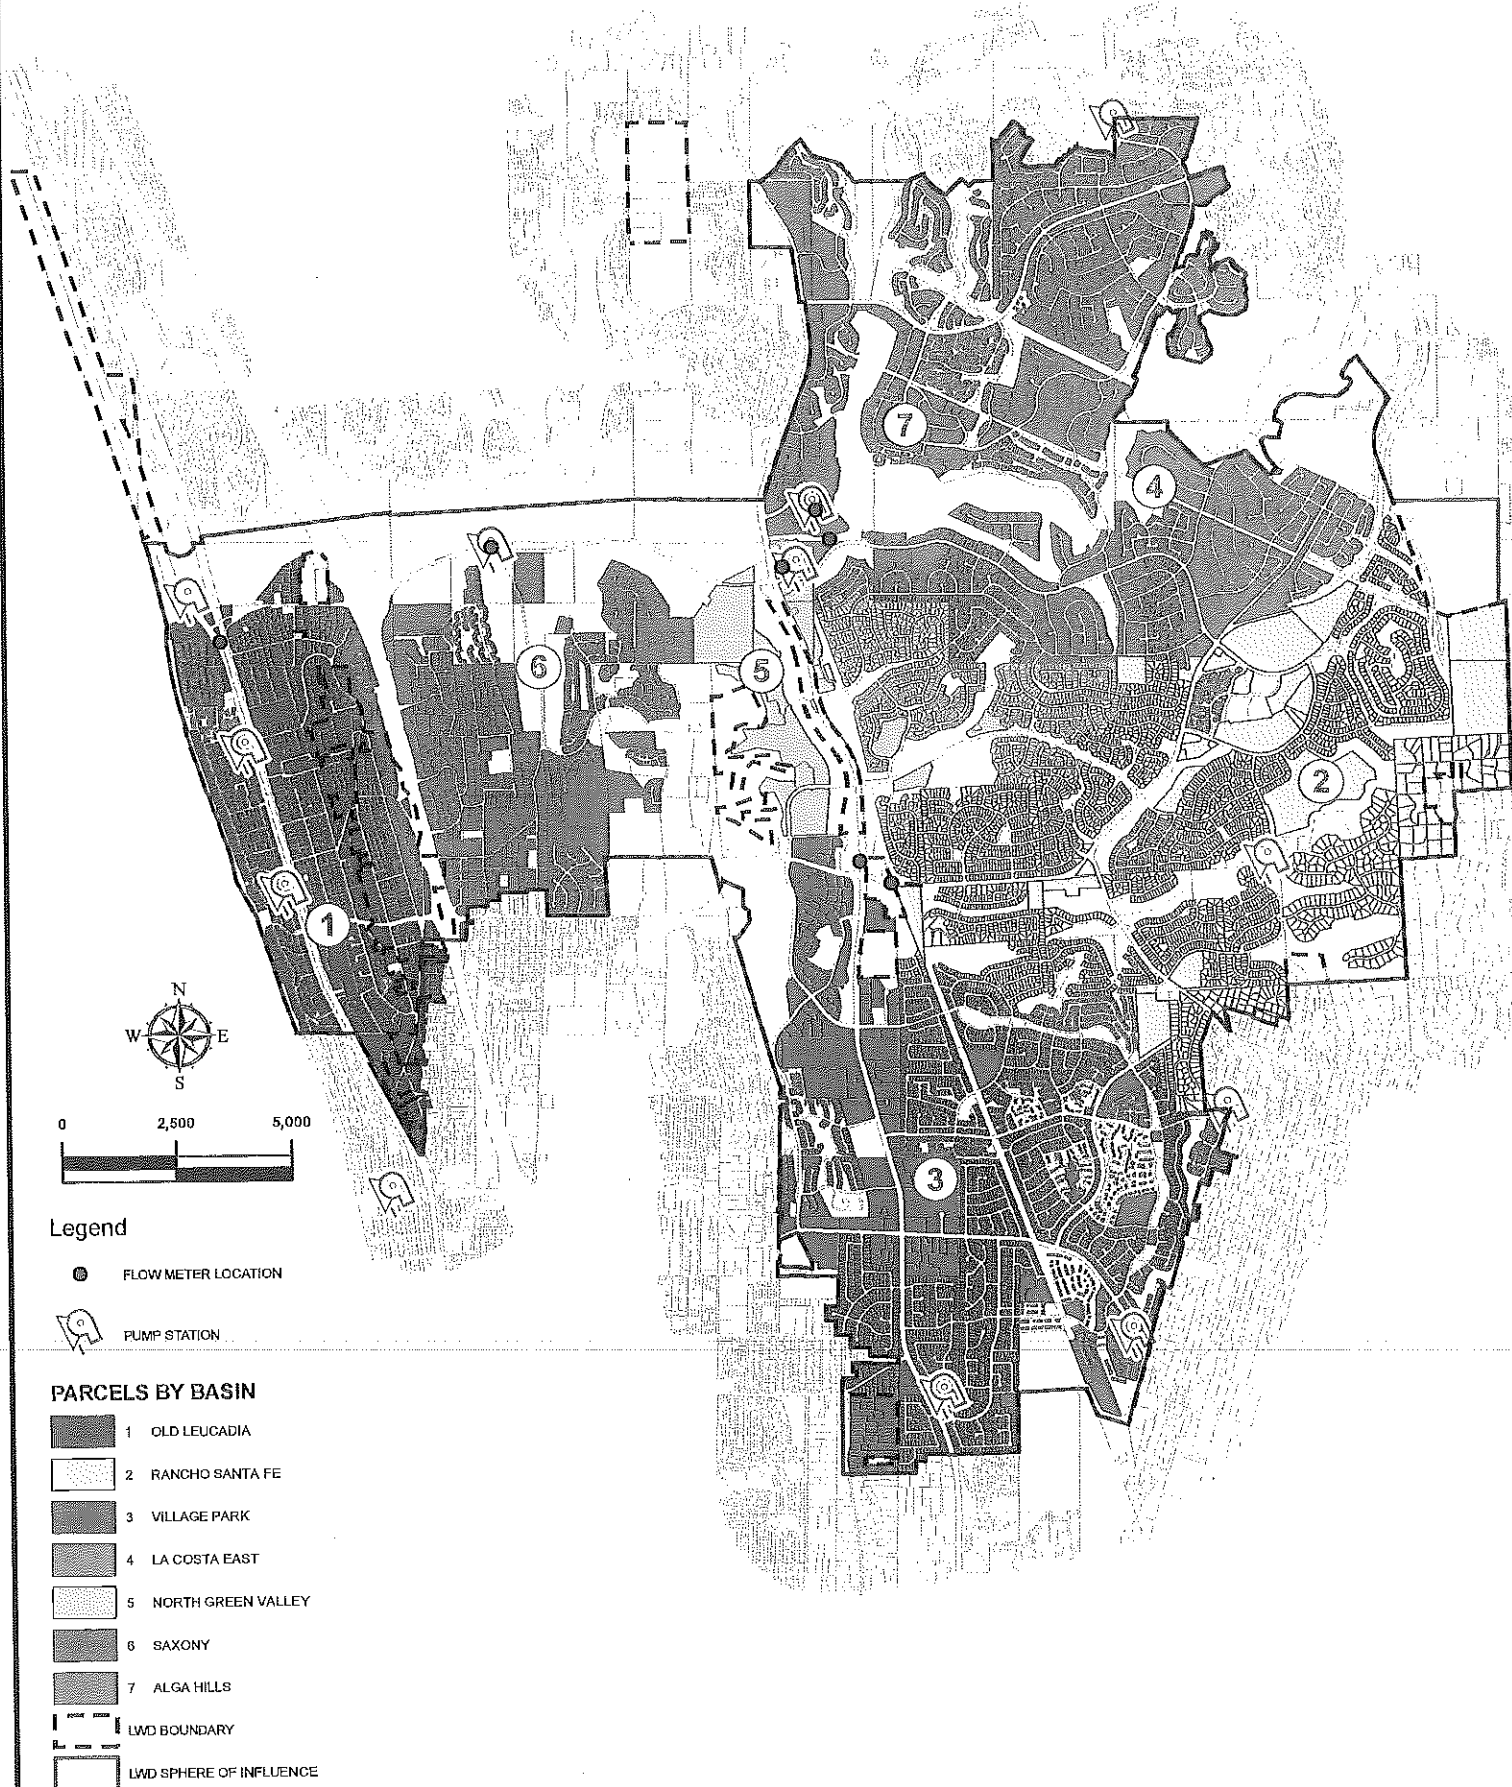 7
4
6
5
2
1
N
W E
S
0 2,500 5,000
3
Legend
FLOW METER LOCATION
PUMP STATION
PARCELS BY BASIN
1 OLD LEUCADIA
2 RANCHO SANTA FE
3 VILLAGE PARK
4 LA COSTA EAST
5 NORTH GREEN VALLEY
6 SAXONY
7 ALGA HILLS
LWD BOUNDARY
LWD SPHERE OF INFLUENCE